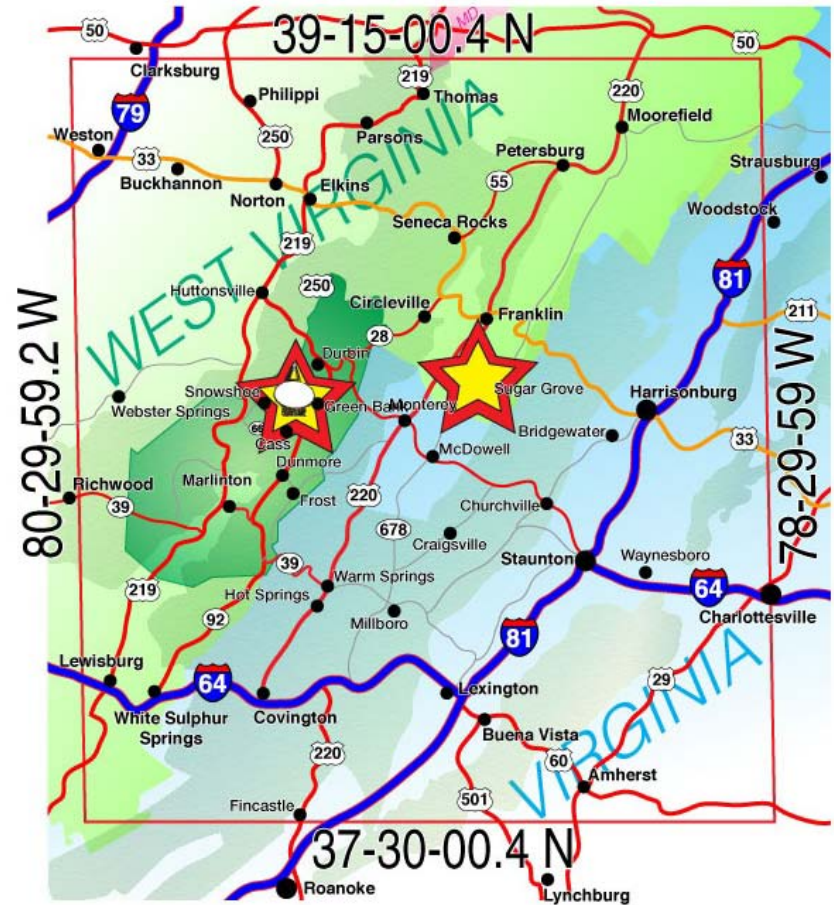 50
39-15-00.4 N
MD
50
Clarksburg
79
Philippi
219
Thomas
220
Moorefield
Parsons
Weston
250
33
Petersburg
Strausburg
Buckhannon
Norton
Elkins
55
Woodstock
WEST VIRGINIA
219
Seneca Rocks
Huttonsville
250
Circleville
81
Franklin
211
28
Durbin
80-29-59.2 W
78-29-59 W
Snowshoe
Sugar Grove
Harrisonburg
Webster Springs
Green Bank
Monterey
66
Cass
Bridgewater
33
Dunmore
McDowell
Richwood
Marlinton
39
Frost
220
Churchville
678
Craigsville
Staunton
Waynesboro
39
Warm Springs
219
Hot Springs
64
92
Millboro
Charlottesville
81
Lewisburg
64
29
White Sulphur
Springs
Covington
Lexington
Buena Vista
VIRGINIA
220
60
Amherst
501
Fincastle
37-30-00.4 N
Roanoke
Lynchburg